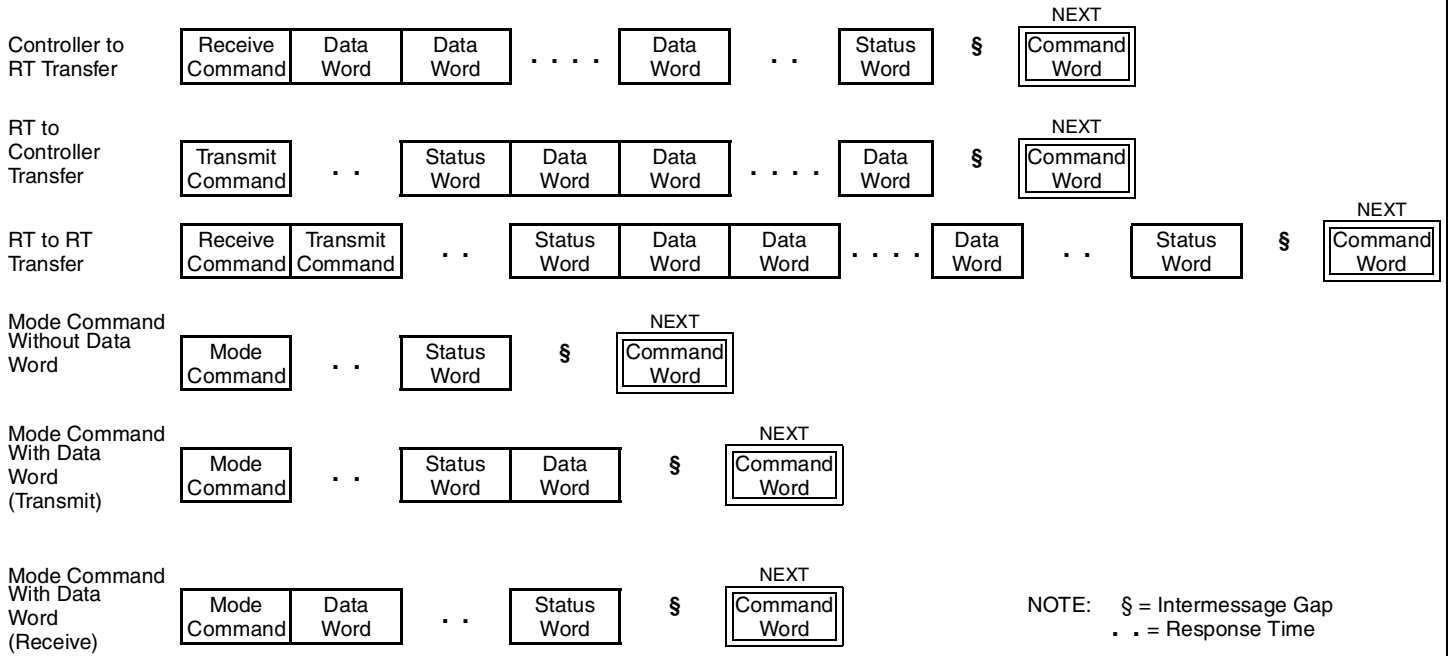 NEXT
Controller to
RT Transfer
Receive Command
Data Word
Data Word
. . . .
Data Word
. .
Status Word
§
Command Word
NEXT
RT to
Controller
Transfer
Transmit Command
. .
Status Word
Data Word
Data Word
. . . .
Data Word
§
Command Word
NEXT
RT to RT
Transfer
Receive Command
Transmit Command
. .
Status Word
Data Word
Data Word
. . . .
Data Word
. .
Status Word
§
Command Word
Mode Command
Without Data
Word
NEXT
Mode Command
. .
Status Word
§
Command Word
Mode Command
With Data
Word
(Transmit)
NEXT
Mode Command
. .
Status Word
Data Word
§
Command Word
Mode Command
With Data
Word
(Receive)
NEXT
Mode Command
Data Word
. .
Status Word
§
Command Word
NOTE: § = Intermessage Gap
. . = Response Time